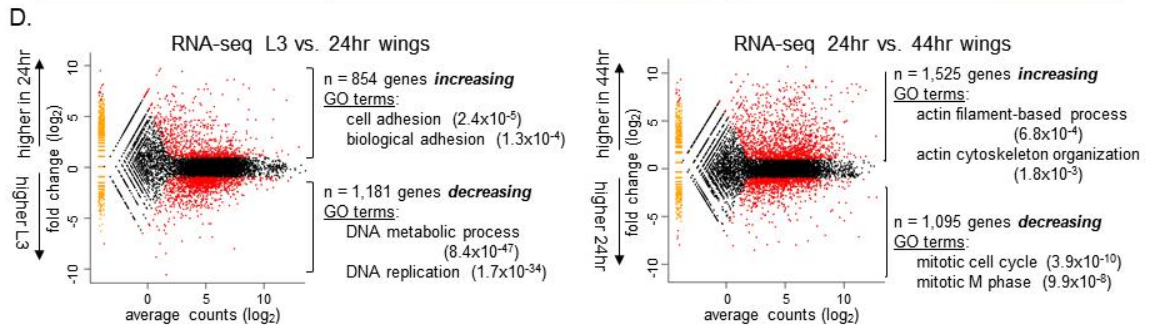 D.
RNA-seq L3 vs. 24hr wings
higher in 24hr
higher L3
fold change (log2)
10
5
0
-5
-10
0
5
10
average counts (log2)
n = 854 genes increasing
GO terms:
cell adhesion (2.4x10-5)
biological adhesion (1.3x10-4)
n = 1,181 genes decreasing
GO terms:
DNA metabolic process
(8.4x10-47)
DNA replication (1.7x10-34)
RNA-seq 24hr vs. 44hr wings
higher in 44hr
higher 24hr
fold change (log2)
10
5
0
-5
-10
0
5
10
average counts (log2)
n = 1,525 genes increasing
GO terms:
actin filament-based process
(6.8x10-4)
actin cytoskeleton organization
(1.8x10-3)
n = 1,095 genes decreasing
GO terms:
mitotic cell cycle (3.9x10-10)
mitotic M phase (9.9x10-8)